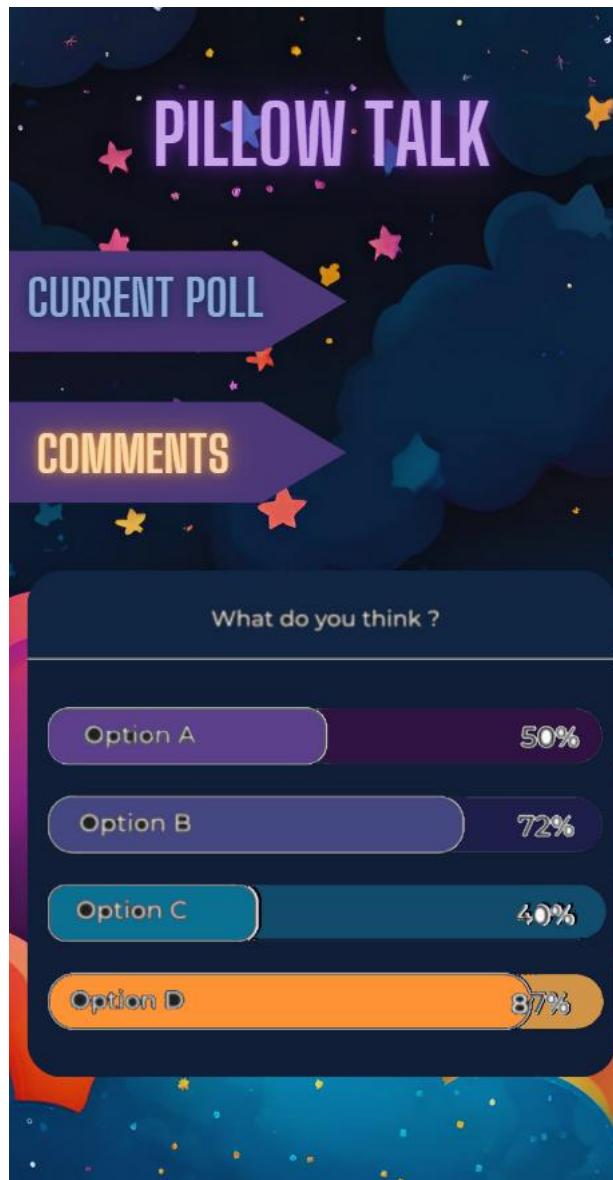 PILLOW TALK
CURRENT POLL
COMMENTS
What do you think ?
Option A 50%
Option B 72%
Option C 40%
Option D 87%